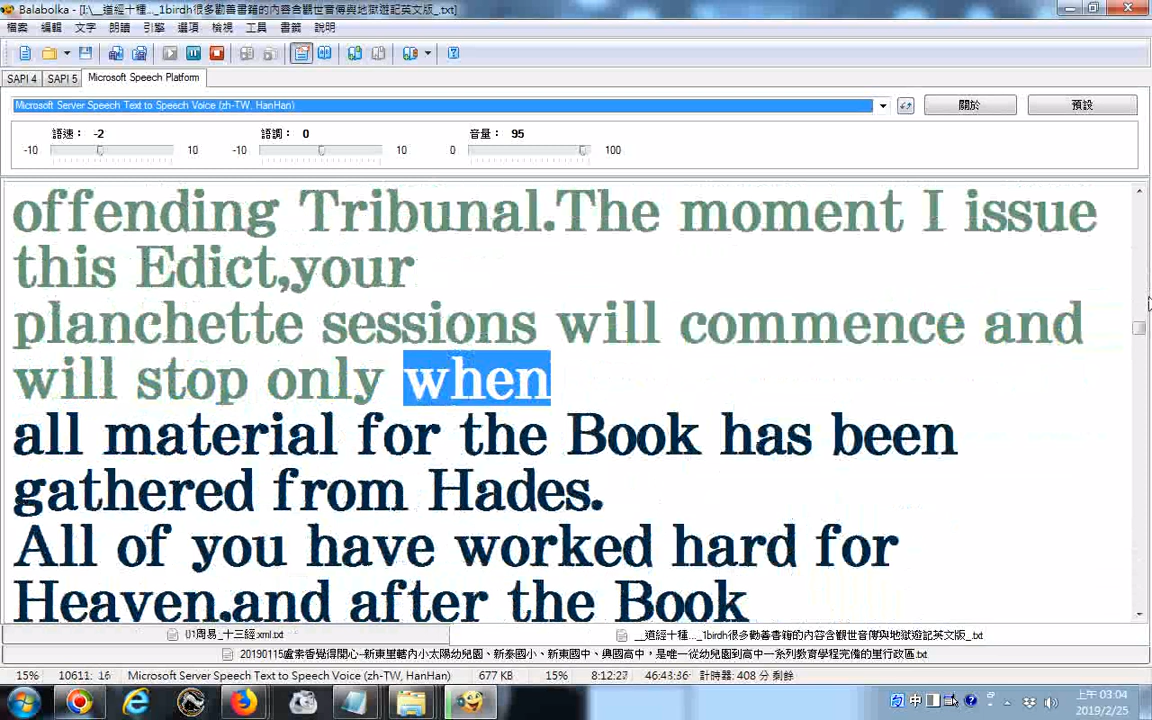 Balabolka - [I:\__道經十種..._1birdh很多勸善書籍的內容含觀世音傳與地獄遊記英文版_.txt]
檔案 編輯 文字 朗讀 引擎 選項 檢視 工具 書籤 說明
SAPI 4 SAPI 5 Microsoft Speech Platform
Microsoft Server Speech Text to Speech Voice (zh-TW, HanHan) 關於 預設
語速： -2 語調： 0 音量： 95
-10 10 -10 10 0 100
offending Tribunal.The moment I issue
this Edict,your
planchette sessions will commence and
will stop only when
all material for the Book has been
gathered from Hades.
All of you have worked hard for
Heaven,and after the Book
01周易_十三經.xml.txt __道經十種..._1birdh很多勸善書籍的內容含觀世音傳與地獄遊記英文版_.txt
20190115盧素香覺得開心-新東里轄內小太陽幼兒園、新泰國小、新東國中、興國高中，是唯一從幼兒園到高中一系列教育學程完備的里行政區.txt
15% 10611: 16 Microsoft Server Speech Text to Speech Voice (zh-TW, HanHan) 677 KB 15% 8:12:27 46:43:36 計時器: 408 分 剩餘
中 上午 03:04
2019/2/25